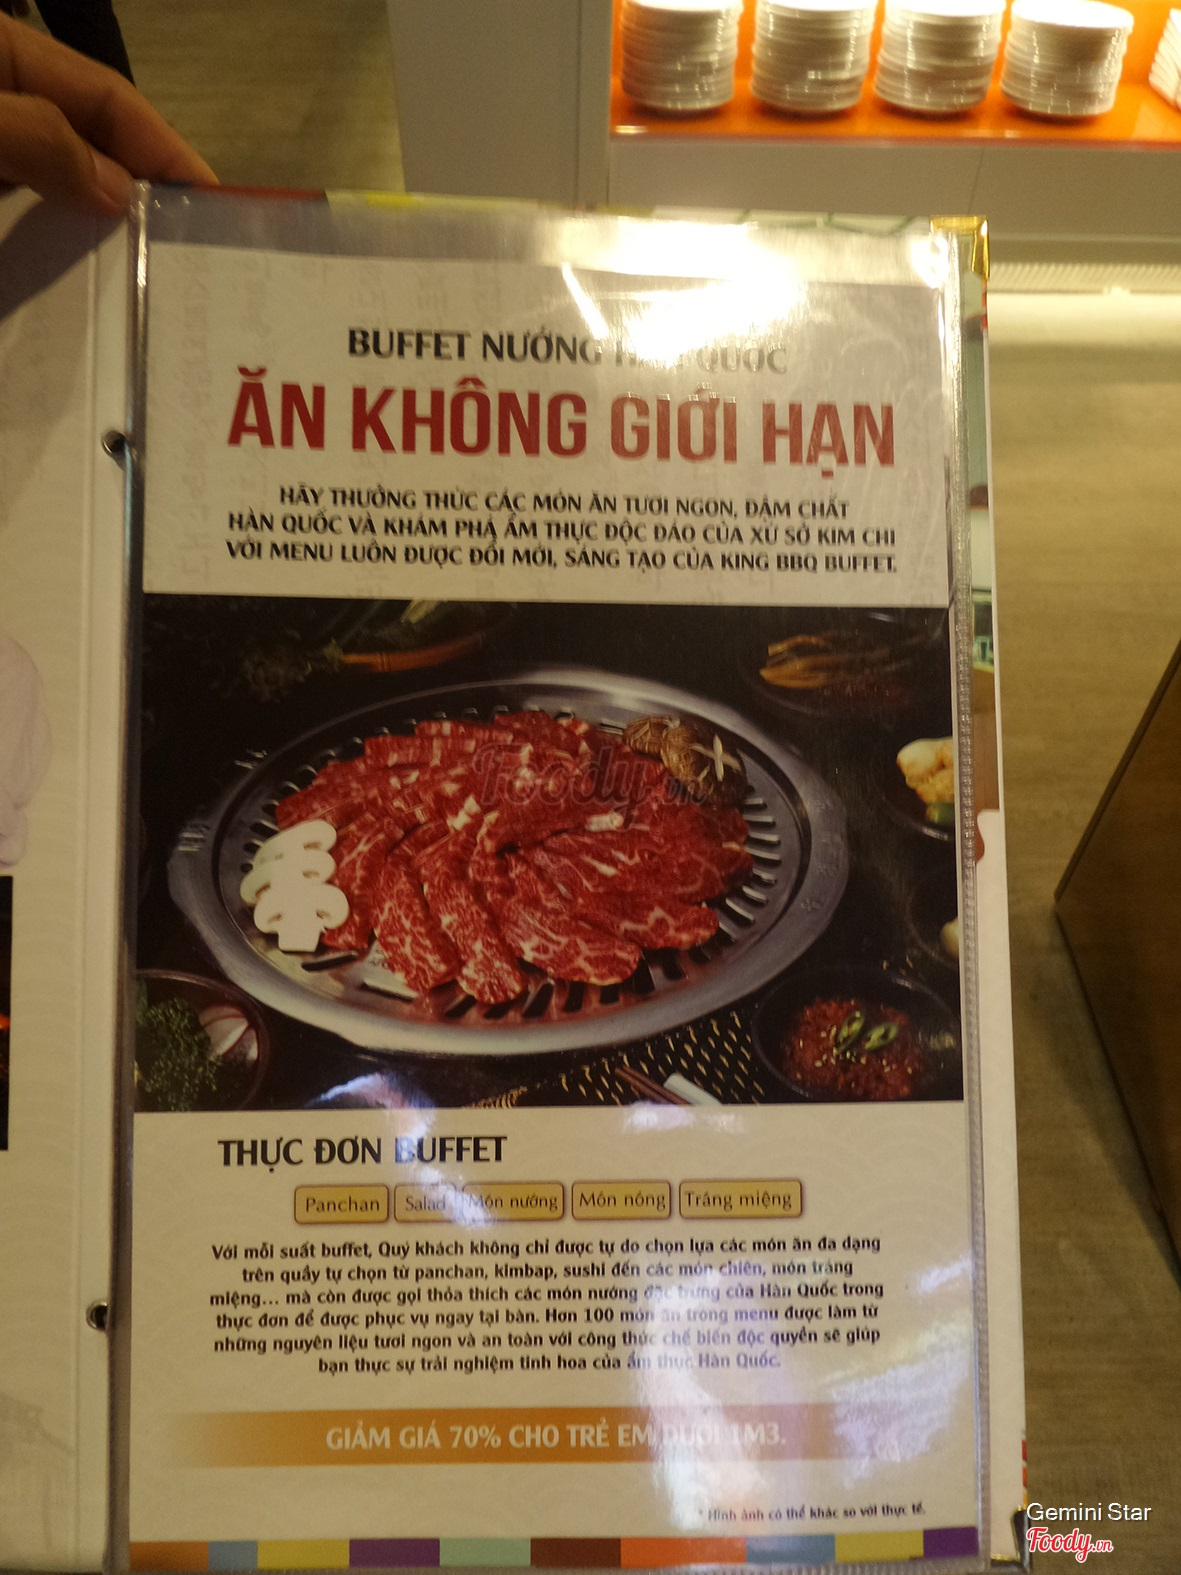 BUFFET NƯỚNG HÀN QUỐC
ĂN KHÔNG GIỚI HẠN
HÃY THƯỞNG THỨC CÁC MÓN ĂN TƯƠI NGON, ĐẬM CHẤT
HÀN QUỐC VÀ KHÁM PHÁ ẨM THỰC ĐỘC ĐÁO CỦA XỨ SỞ KIM CHI
VỚI MENU LUÔN ĐƯỢC ĐỔI MỚI, SÁNG TẠO CỦA KING BBQ BUFFET.
Foody.vn
THỰC ĐƠN BUFFET
Panchan Salad Món nướng Món nóng Tráng miệng
Với mỗi suất buffet, Quý khách không chỉ được tự do chọn lựa các món ăn đa dạng
trên quầy tự chọn từ panchan, kimbap, sushi đến các món chiên, món tráng
miệng... mà còn được gọi thỏa thích các món nướng đặc trưng của Hàn Quốc trong
thực đơn để được phục vụ ngay tại bàn. Hơn 100 món ăn trong menu được làm từ
những nguyên liệu tươi ngon và an toàn với công thức chế biến độc quyền sẽ giúp
bạn thực sự trải nghiệm tinh hoa của ẩm thực Hàn Quốc.
GIẢM GIÁ 70% CHO TRẺ EM DƯỚI 1M3.
* Hình ảnh có thể khác so với thực tế.
Gemini Star
Foody.vn